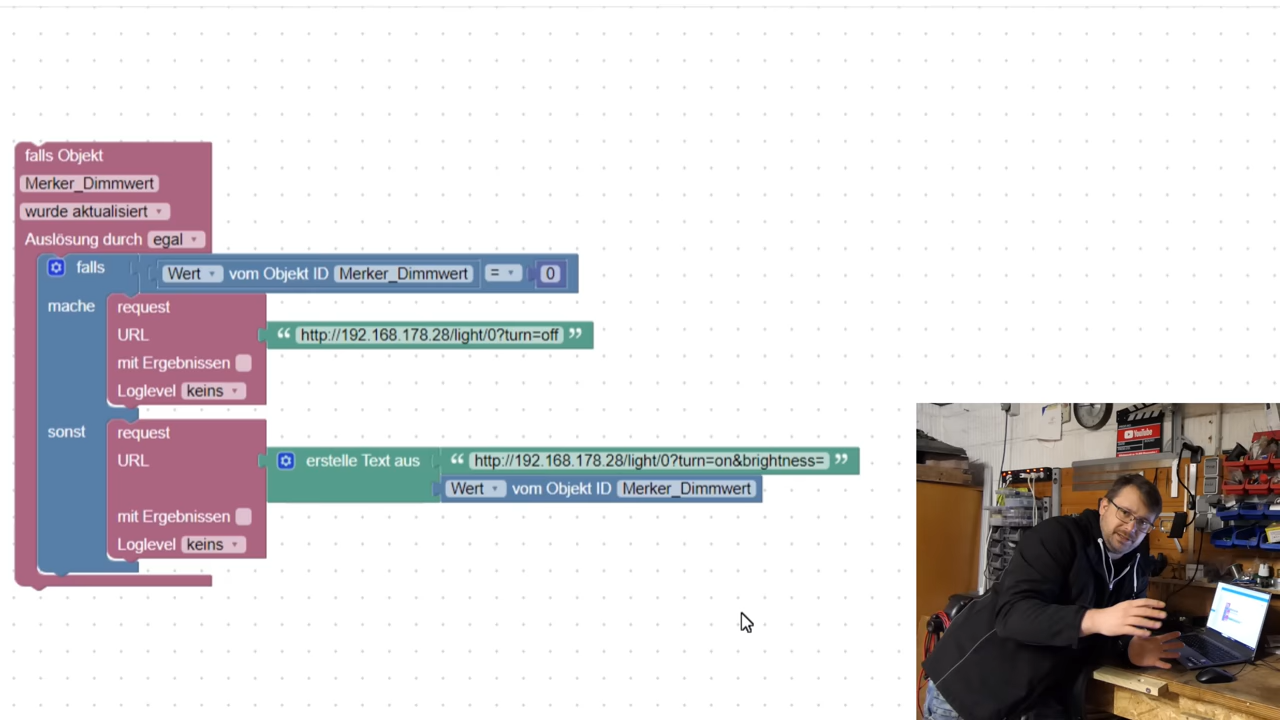 falls Objekt
Merker_Dimmwert
wurde aktualisiert
Auslösung durch egal
falls Wert vom Objekt ID Merker_Dimmwert = 0
mache request
URL “ http://192.168.178.28/light/0?turn=off ”
mit Ergebnissen
Loglevel keins
sonst request
URL erstelle Text aus “ http://192.168.178.28/light/0?turn=on&brightness= ”
Wert vom Objekt ID Merker_Dimmwert
mit Ergebnissen
Loglevel keins
YouTube